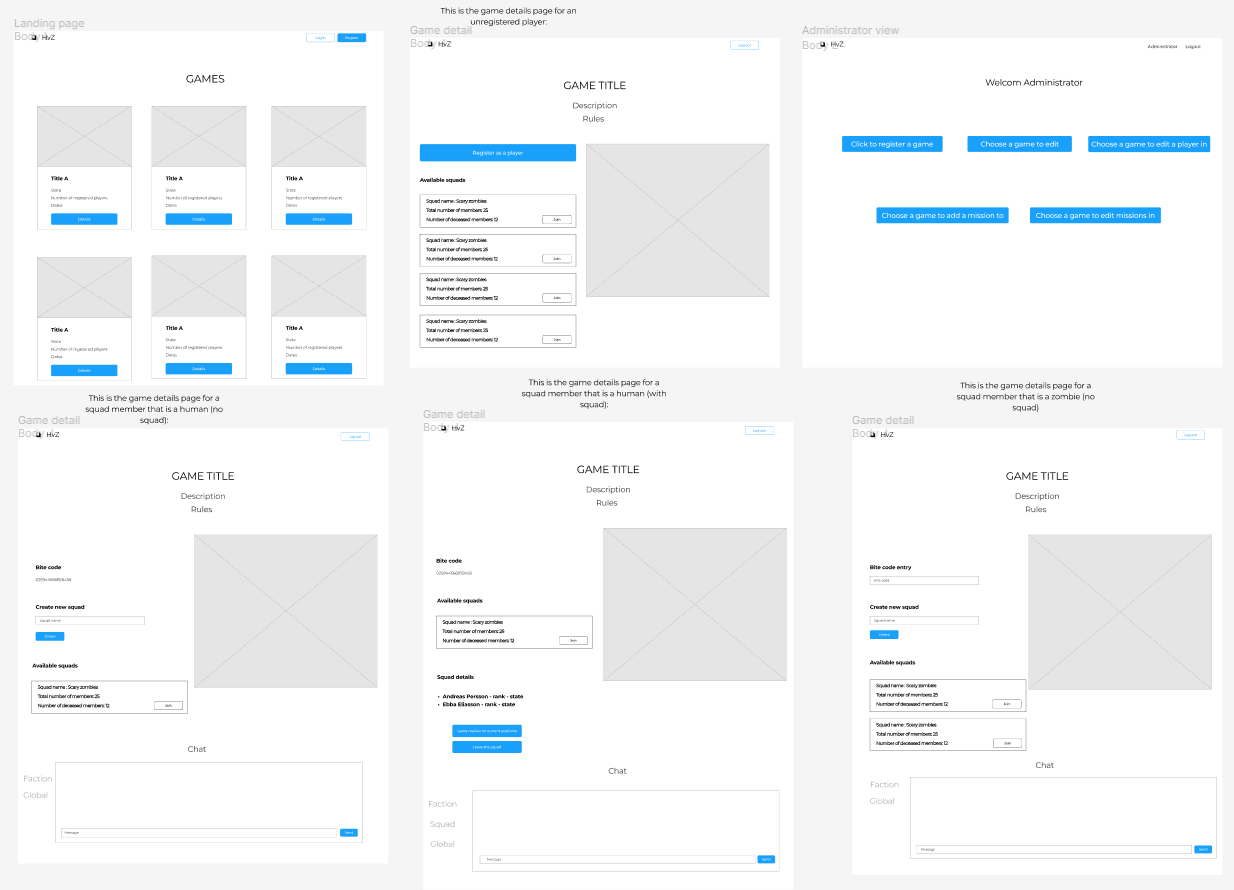 Landing page
Body 1
HvZ
Log in
Register
GAMES
Title A
State
Number of registered players
Dates
Details
Title A
State
Number of registered players
Dates
Details
Title A
State
Number of registered players
Dates
Details
Title A
State
Number of registered players
Dates
Details
Title A
State
Number of registered players
Dates
Details
Title A
State
Number of registered players
Dates
Details
This is the game details page for an
unregistered player:
Game detail
Body
HvZ
Logout
GAME TITLE
Description
Rules
Register as a player
Available squads
Squad name : Scary zombies
Total number of members: 25
Number of deceased members: 12
Join
Squad name : Scary zombies
Total number of members: 25
Number of deceased members: 12
Join
Squad name : Scary zombies
Total number of members: 25
Number of deceased members: 12
Join
Squad name : Scary zombies
Total number of members: 25
Number of deceased members: 12
Join
Administrator view
Body
HvZ
Administrator
Logout
Welcom Administrator
Click to register a game
Choose a game to edit
Choose a game to edit a player in
Choose a game to add a mission to
Choose a game to edit missions in
This is the game details page for a
squad member that is a human (no
squad):
Game detail
Body
HvZ
Logout
GAME TITLE
Description
Rules
Bite code
Create new squad
Squad name
Create
Available squads
Squad name : Scary zombies
Total number of members: 25
Number of deceased members: 12
Join
Chat
Faction
Global
Message
Send
This is the game details page for a
squad member that is a human (with
squad):
Game detail
Body
HvZ
Logout
GAME TITLE
Description
Rules
Bite code
Available squads
Squad name : Scary zombies
Total number of members: 25
Number of deceased members: 12
Join
Squad details
• Andreas Persson - rank - state
• Ebba Eliasson - rank - state
Leave marker on current positions
Leave the squad
Chat
Faction
Squad
Global
Message
Send
This is the game details page for a
squad member that is a zombie (no
squad)
Game detail
Body
HvZ
Logout
GAME TITLE
Description
Rules
Bite code entry
Bite code
Create new squad
Squad name
Create
Available squads
Squad name : Scary zombies
Total number of members: 25
Number of deceased members: 12
Join
Squad name : Scary zombies
Total number of members: 25
Number of deceased members: 12
Join
Chat
Faction
Global
Message
Send